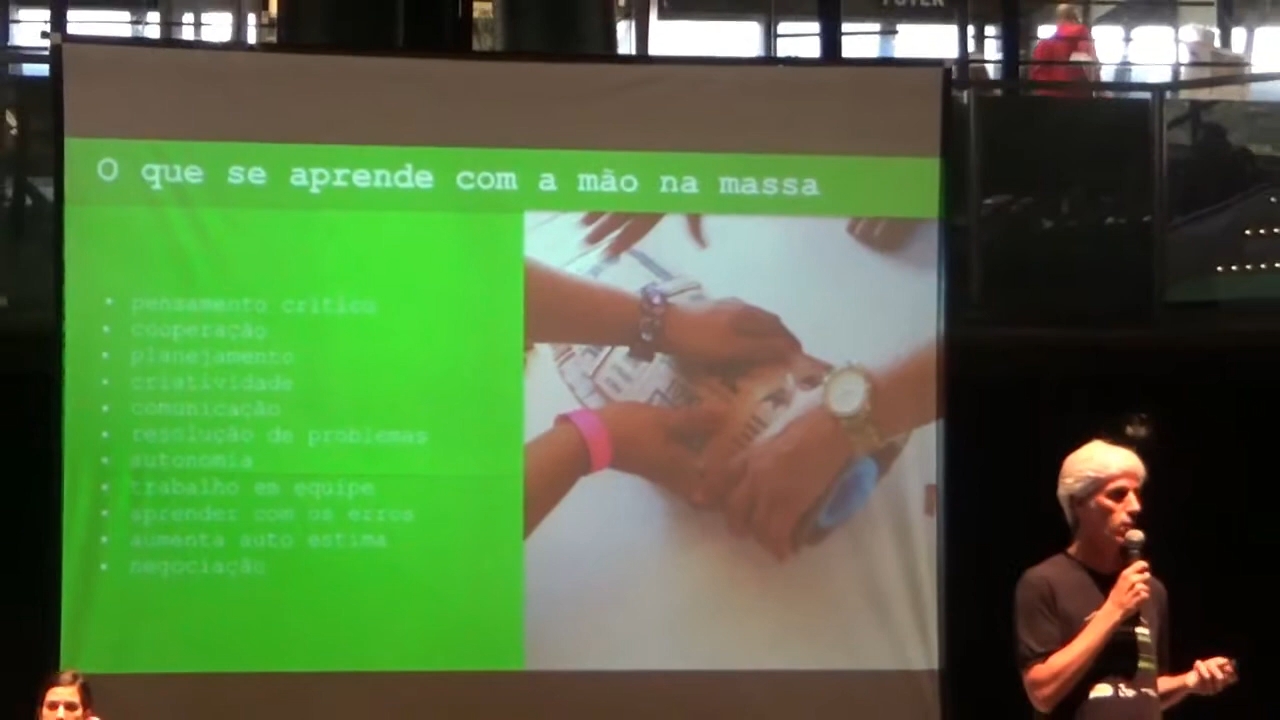 FOYER
O que se aprende com a mão na massa
• pensamento crítico
• cooperação
• planejamento
• criatividade
• comunicação
• resolução de problemas
• autonomia
• trabalho em equipe
• aprender com os erros
• aumenta auto estima
• negociação